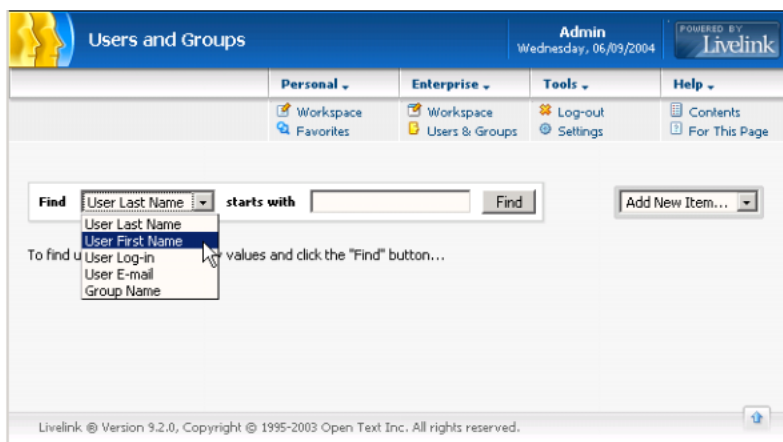 Users and Groups
Admin
Wednesday, 06/09/2004
POWERED BY
Livelink
Personal
Enterprise
Tools
Help
Workspace
Workspace
Log-out
Contents
Favorites
Users & Groups
Settings
For This Page
Find User Last Name starts with Find Add New Item...
User Last Name
User First Name
To find u values and click the "Find" button...
User Log-in
User E-mail
Group Name
Livelink ® Version 9.2.0, Copyright © 1995-2003 Open Text Inc. All rights reserved.